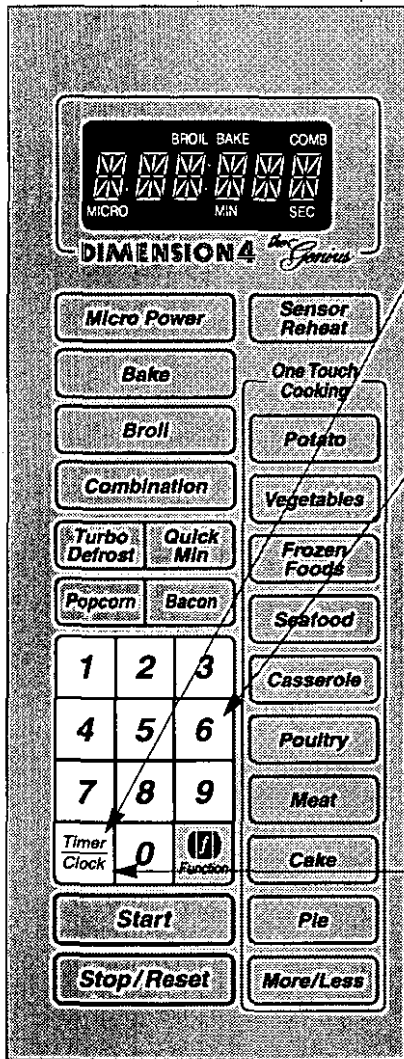 BROIL BAKE COMB
MICRO MIN SEC
DIMENSION 4 the Genius
Micro Power
Sensor
Reheat
Bake
Broil
Combination
Turbo
Defrost
Quick
Min
Popcorn
Bacon
1 2 3
4 5 6
7 8 9
Timer
Clock
0
Function
Start
Stop/Reset
One Touch
Cooking
Potato
Vegetables
Frozen
Foods
Seafood
Casserole
Poultry
Meat
Cake
Pie
More/Less